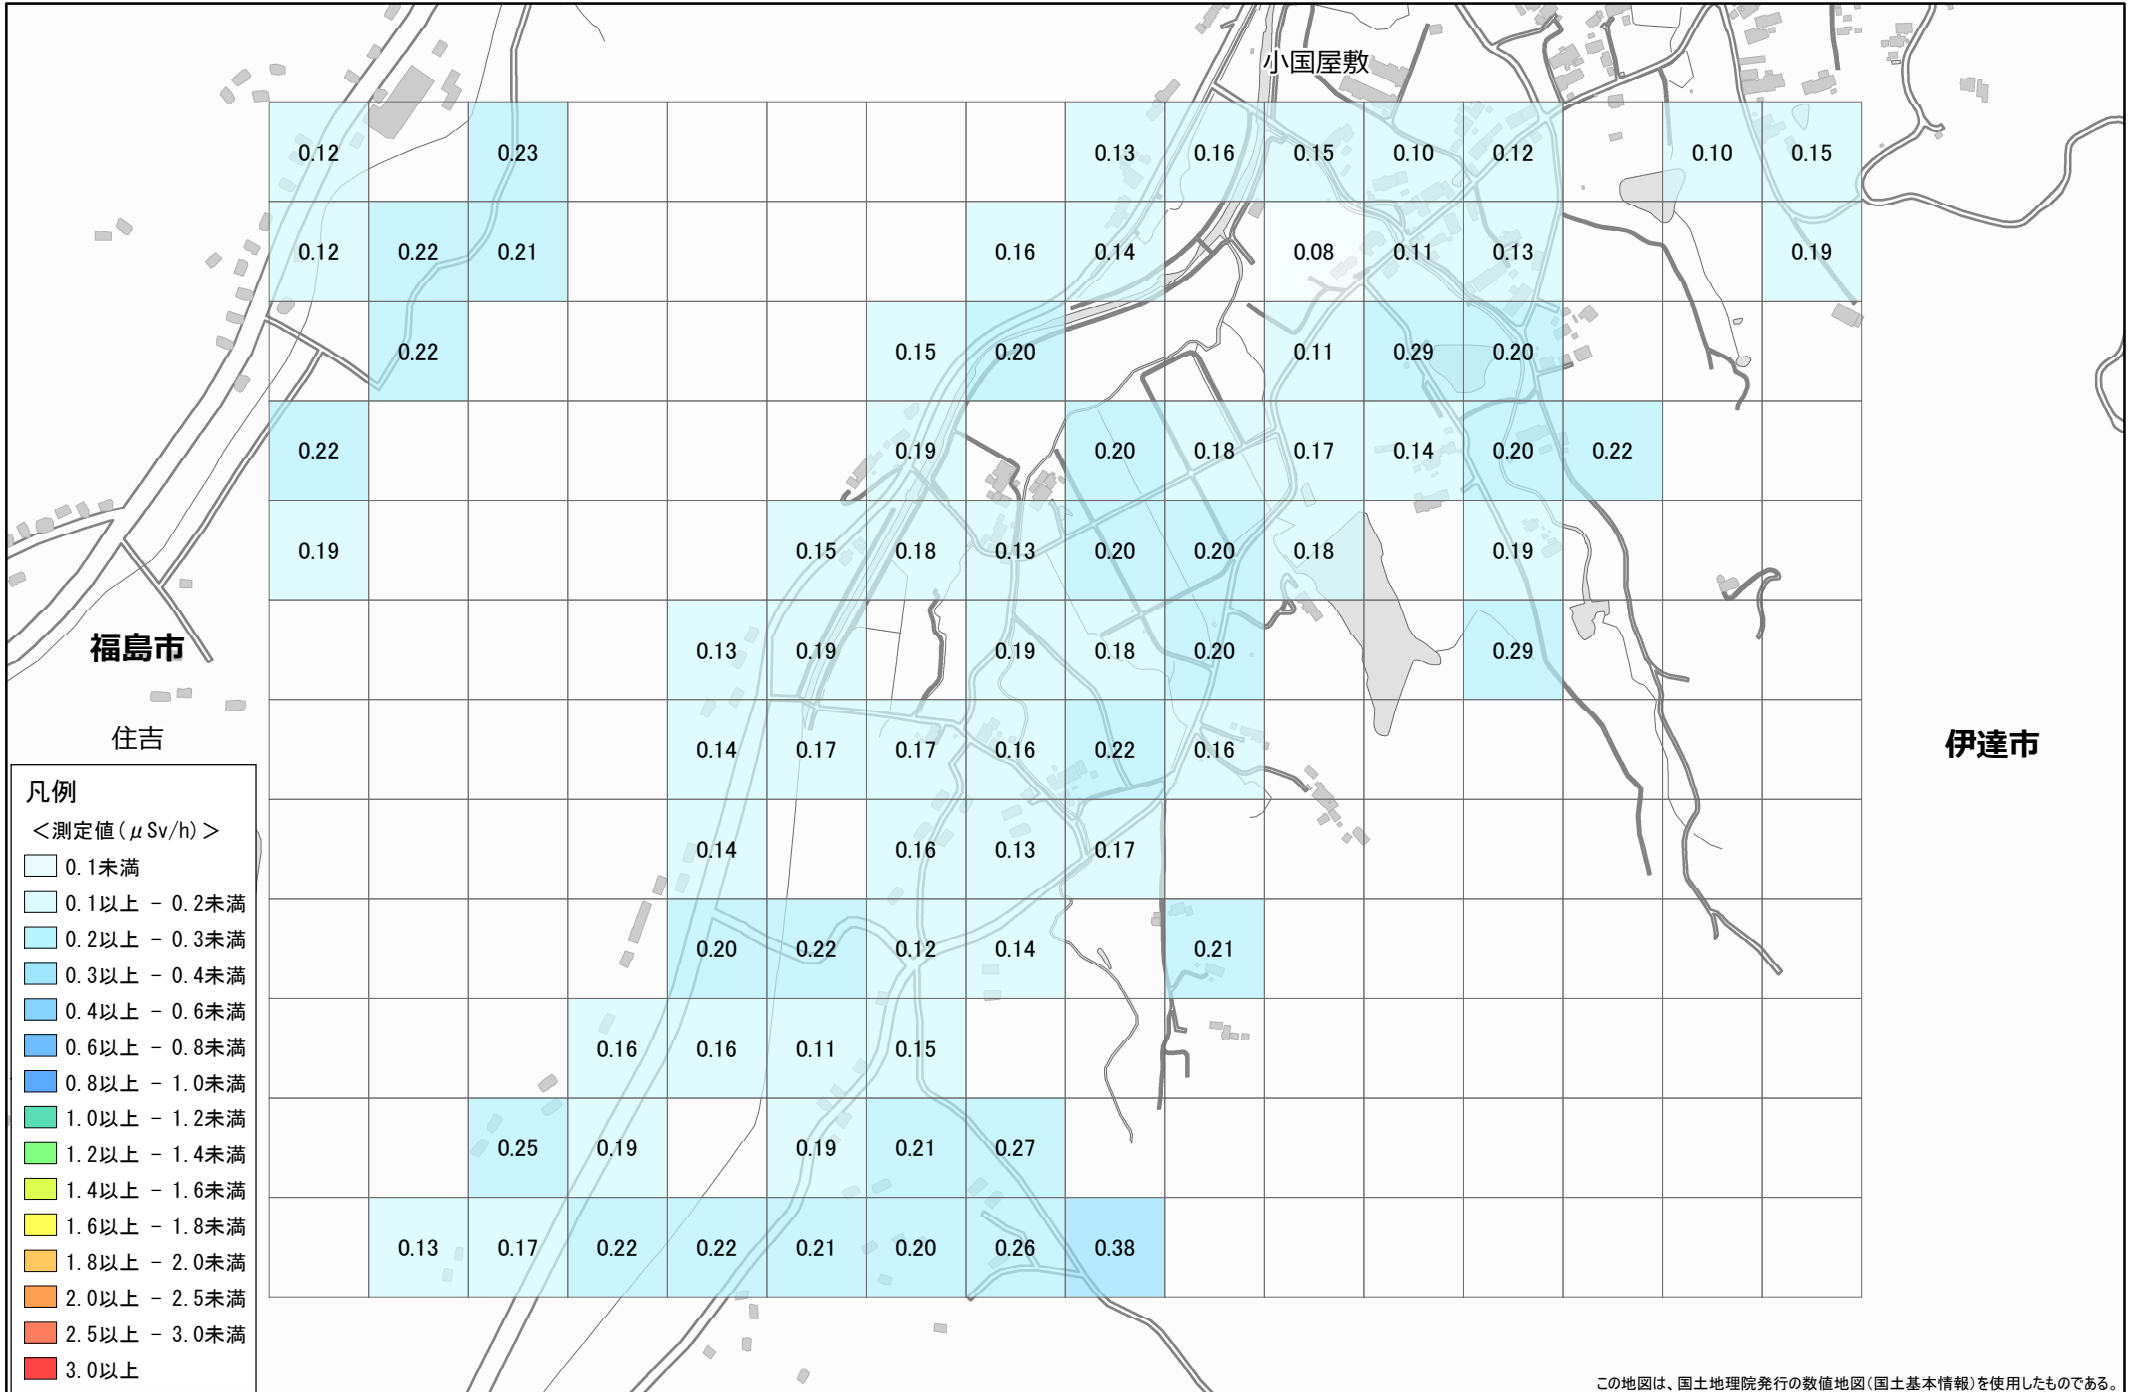 小国屋敷
0.12 0.23 0.13 0.16 0.15 0.10 0.12 0.10 0.15
0.12 0.22 0.21 0.16 0.14 0.08 0.11 0.13 0.19
0.22 0.15 0.20 0.11 0.29 0.20
0.22 0.19 0.20 0.18 0.17 0.14 0.20 0.22
0.19 0.15 0.18 0.13 0.20 0.20 0.18 0.19
福島市 0.13 0.19 0.19 0.18 0.20 0.29
住吉 0.14 0.17 0.17 0.16 0.22 0.16 伊達市
0.14 0.16 0.13 0.17
0.20 0.22 0.12 0.14 0.21
0.16 0.16 0.11 0.15
0.25 0.19 0.19 0.21 0.27
0.13 0.17 0.22 0.22 0.21 0.20 0.26 0.38
凡例
＜測定値(μSv/h)＞
0.1未満
0.1以上 - 0.2未満
0.2以上 - 0.3未満
0.3以上 - 0.4未満
0.4以上 - 0.6未満
0.6以上 - 0.8未満
0.8以上 - 1.0未満
1.0以上 - 1.2未満
1.2以上 - 1.4未満
1.4以上 - 1.6未満
1.6以上 - 1.8未満
1.8以上 - 2.0未満
2.0以上 - 2.5未満
2.5以上 - 3.0未満
3.0以上
この地図は、国土地理院発行の数値地図(国土基本情報)を使用したものである。